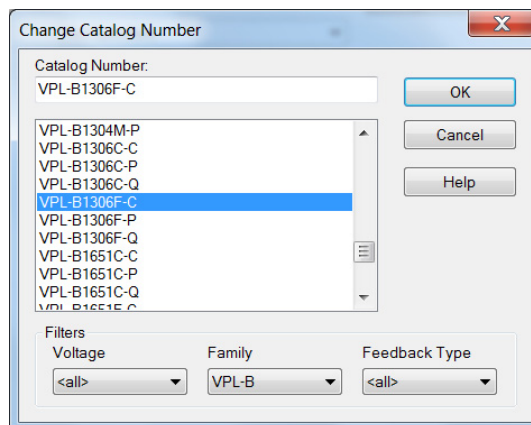 Change Catalog Number
Catalog Number:
VPL-B1306F-C
OK
VPL-B1304M-P
VPL-B1306C-C
VPL-B1306C-P
VPL-B1306C-Q
VPL-B1306F-C
VPL-B1306F-P
VPL-B1306F-Q
VPL-B1651C-C
VPL-B1651C-P
VPL-B1651C-Q
VPL-B1651F-C
Cancel
Help
Filters
Voltage
Family
Feedback Type
<all>
VPL-B
<all>